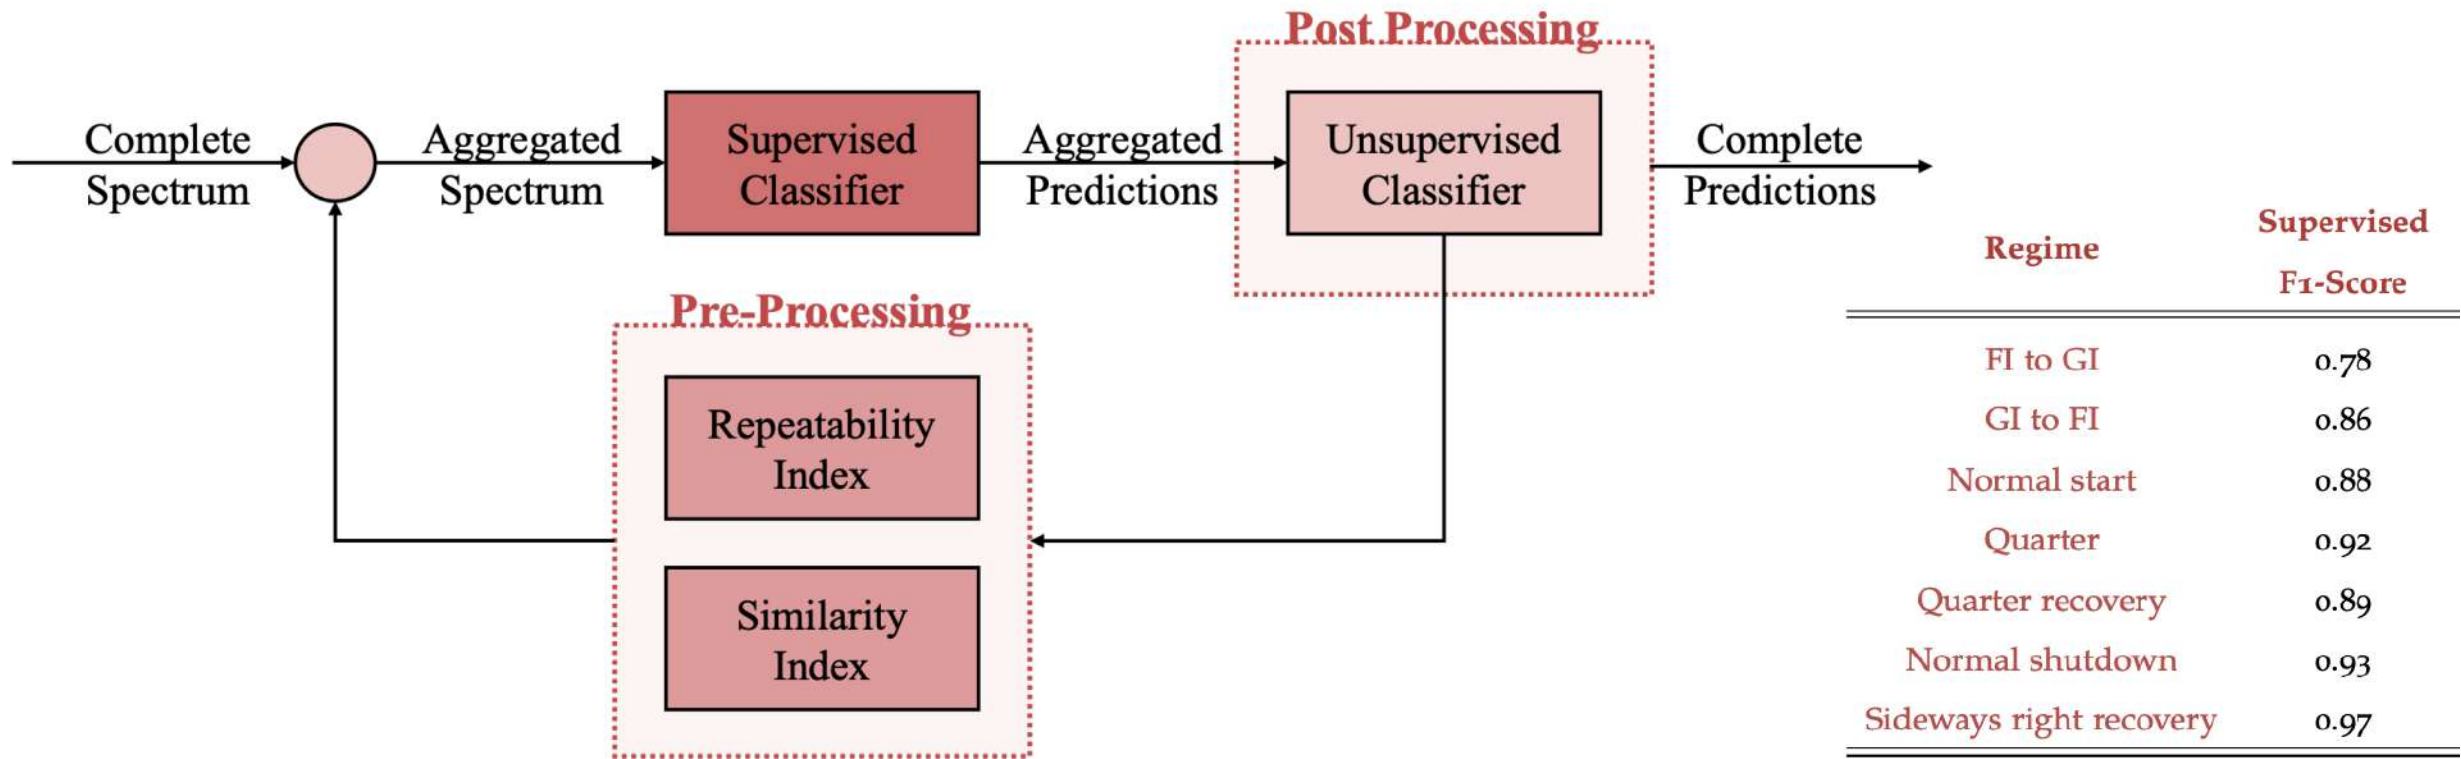 Post Processing
Complete
Spectrum
Aggregated
Spectrum
Supervised
Classifier
Aggregated
Predictions
Unsupervised
Classifier
Complete
Predictions
Pre-Processing
Repeatability
Index
Similarity
Index
Regime
Supervised
F1-Score
FI to GI 0.78
GI to FI 0.86
Normal start 0.88
Quarter 0.92
Quarter recovery 0.89
Normal shutdown 0.93
Sideways right recovery 0.97